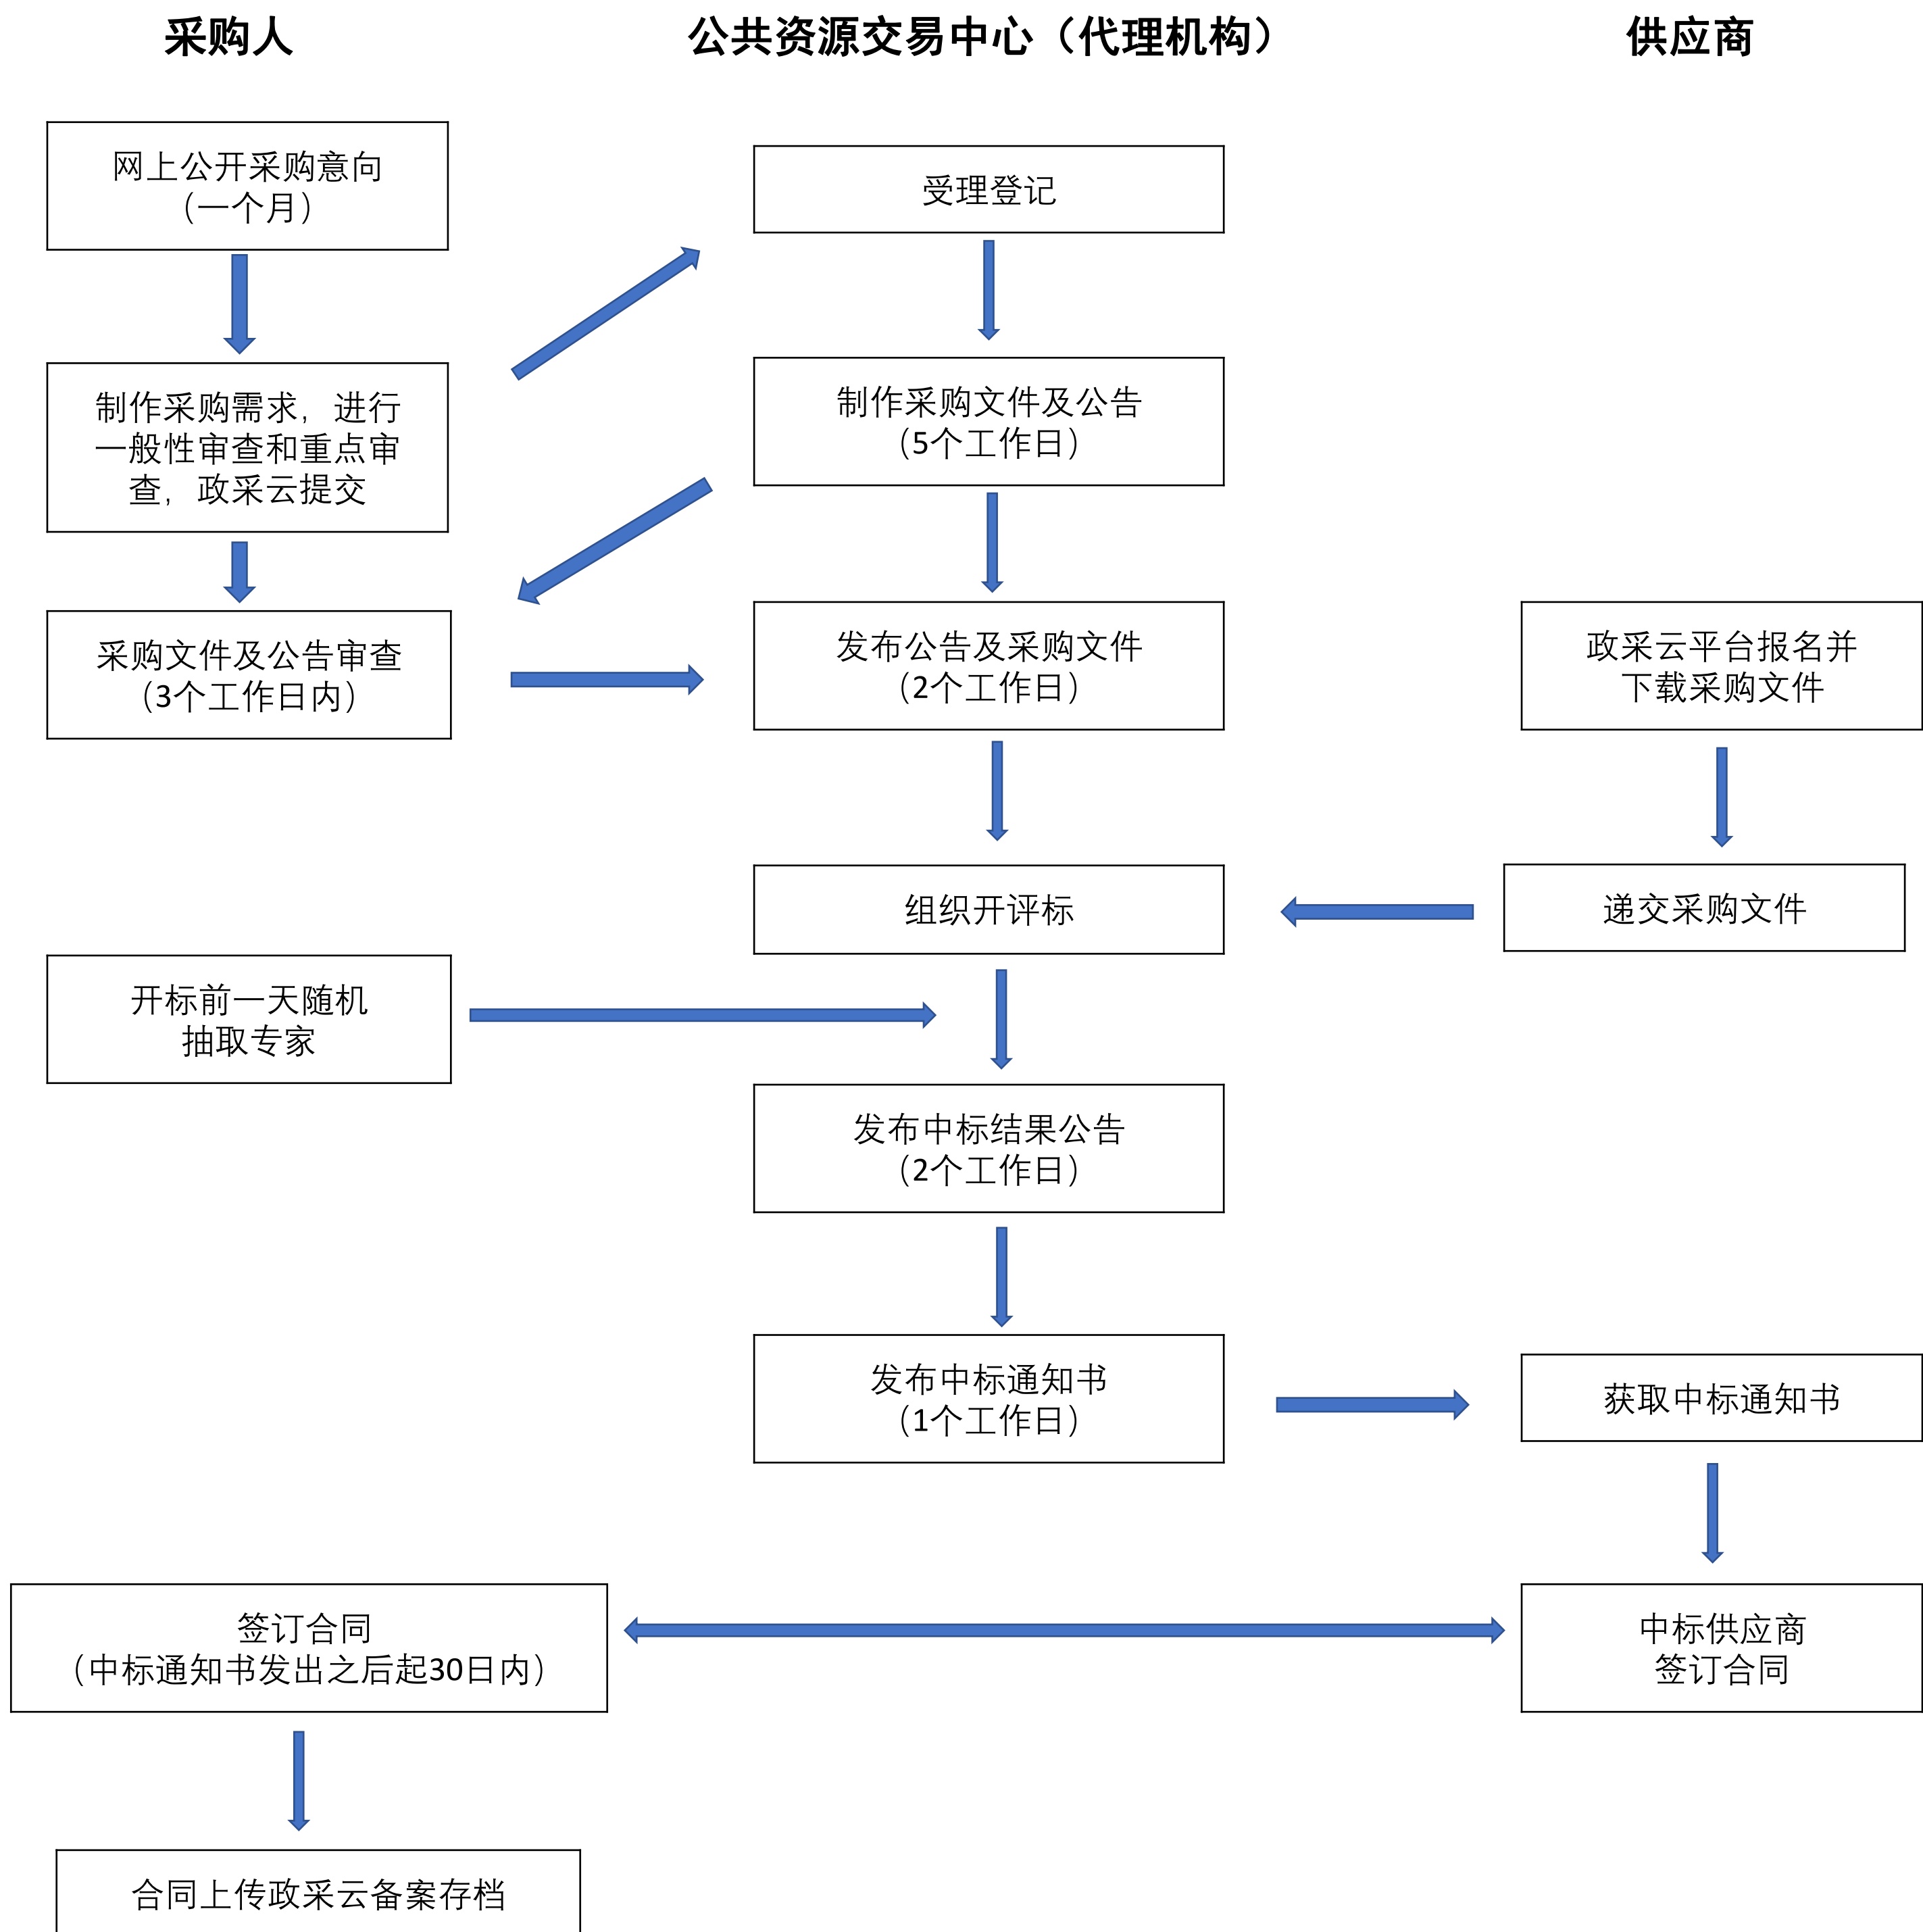 采购人
公共资源交易中心（代理机构）
供应商
网上公开采购意向
（一个月）
受理登记
制作采购需求，进行
一般性审查和重点审
查，政采云提交
制作采购文件及公告
（5个工作日）
采购文件及公告审查
（3个工作日内）
发布公告及采购文件
（2个工作日）
政采云平台报名并
下载采购文件
组织开评标
递交采购文件
开标前一天随机
抽取专家
发布中标结果公告
（2个工作日）
发布中标通知书
（1个工作日）
获取中标通知书
签订合同
（中标通知书发出之后起30日内）
中标供应商
签订合同
合同上传政采云备案存档